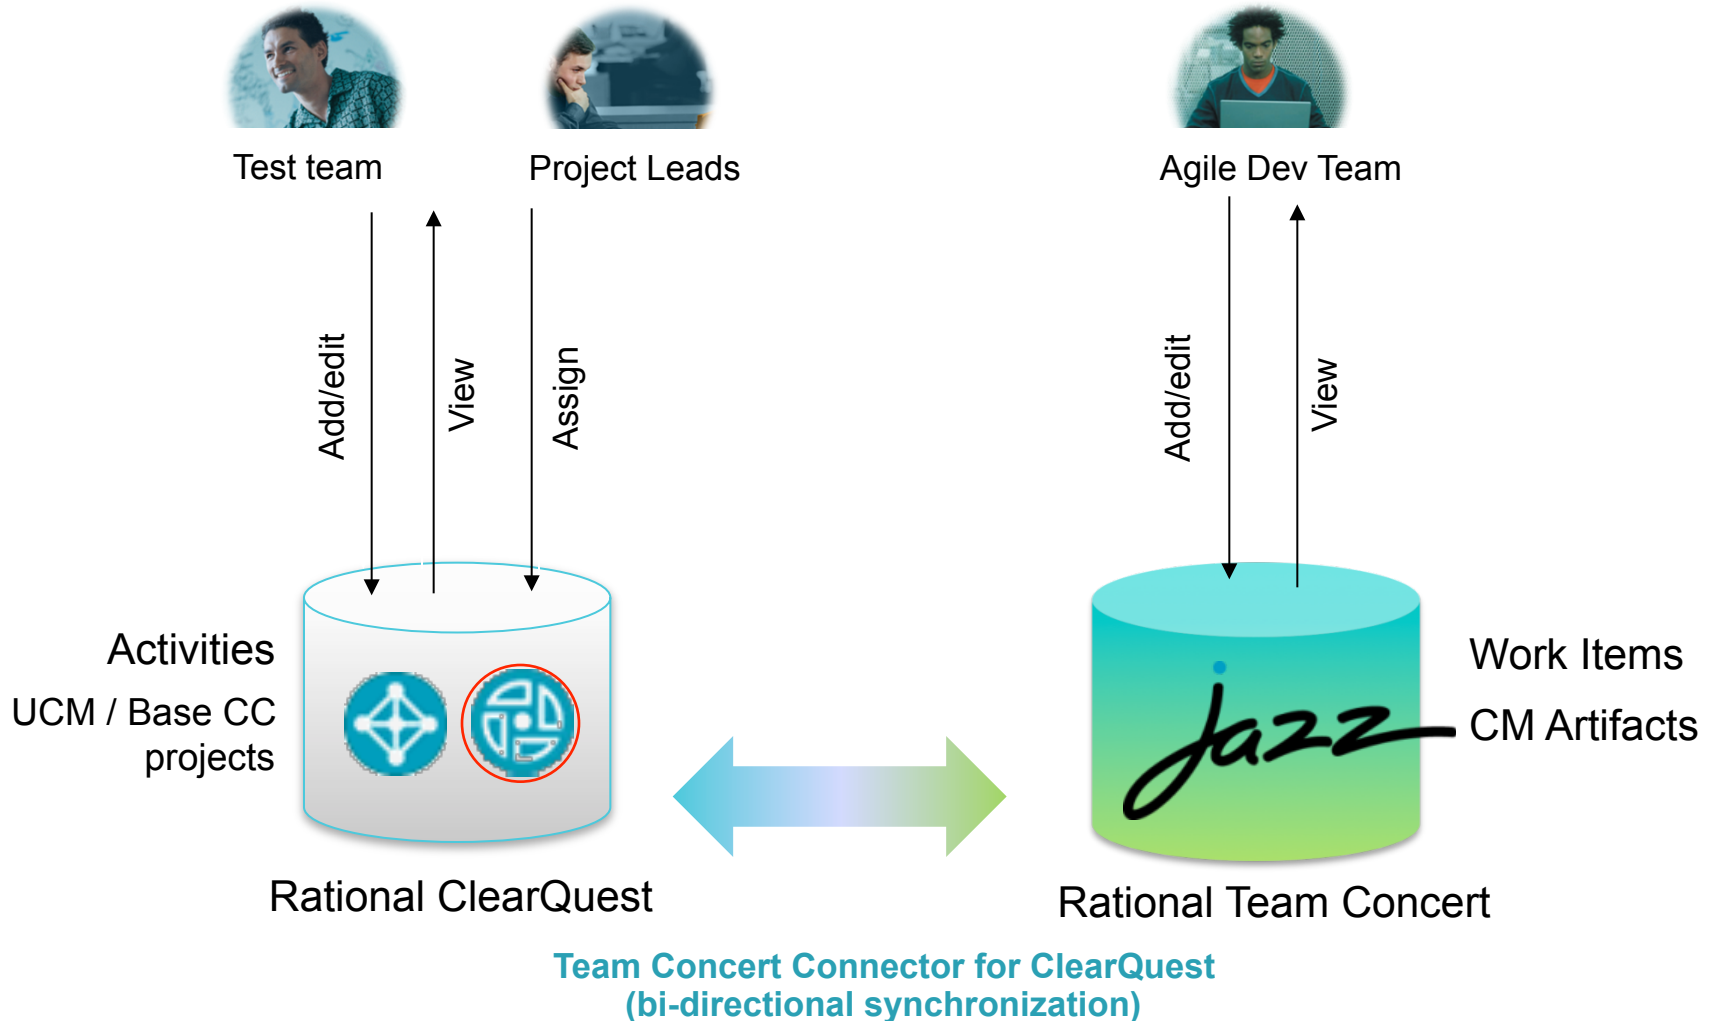 Test team
Project Leads
Agile Dev Team
Add/edit
View
Assign
Add/edit
View
Activities
UCM / Base CC
projects
jazz
Work Items
CM Artifacts
Rational ClearQuest
Rational Team Concert
Team Concert Connector for ClearQuest
(bi-directional synchronization)